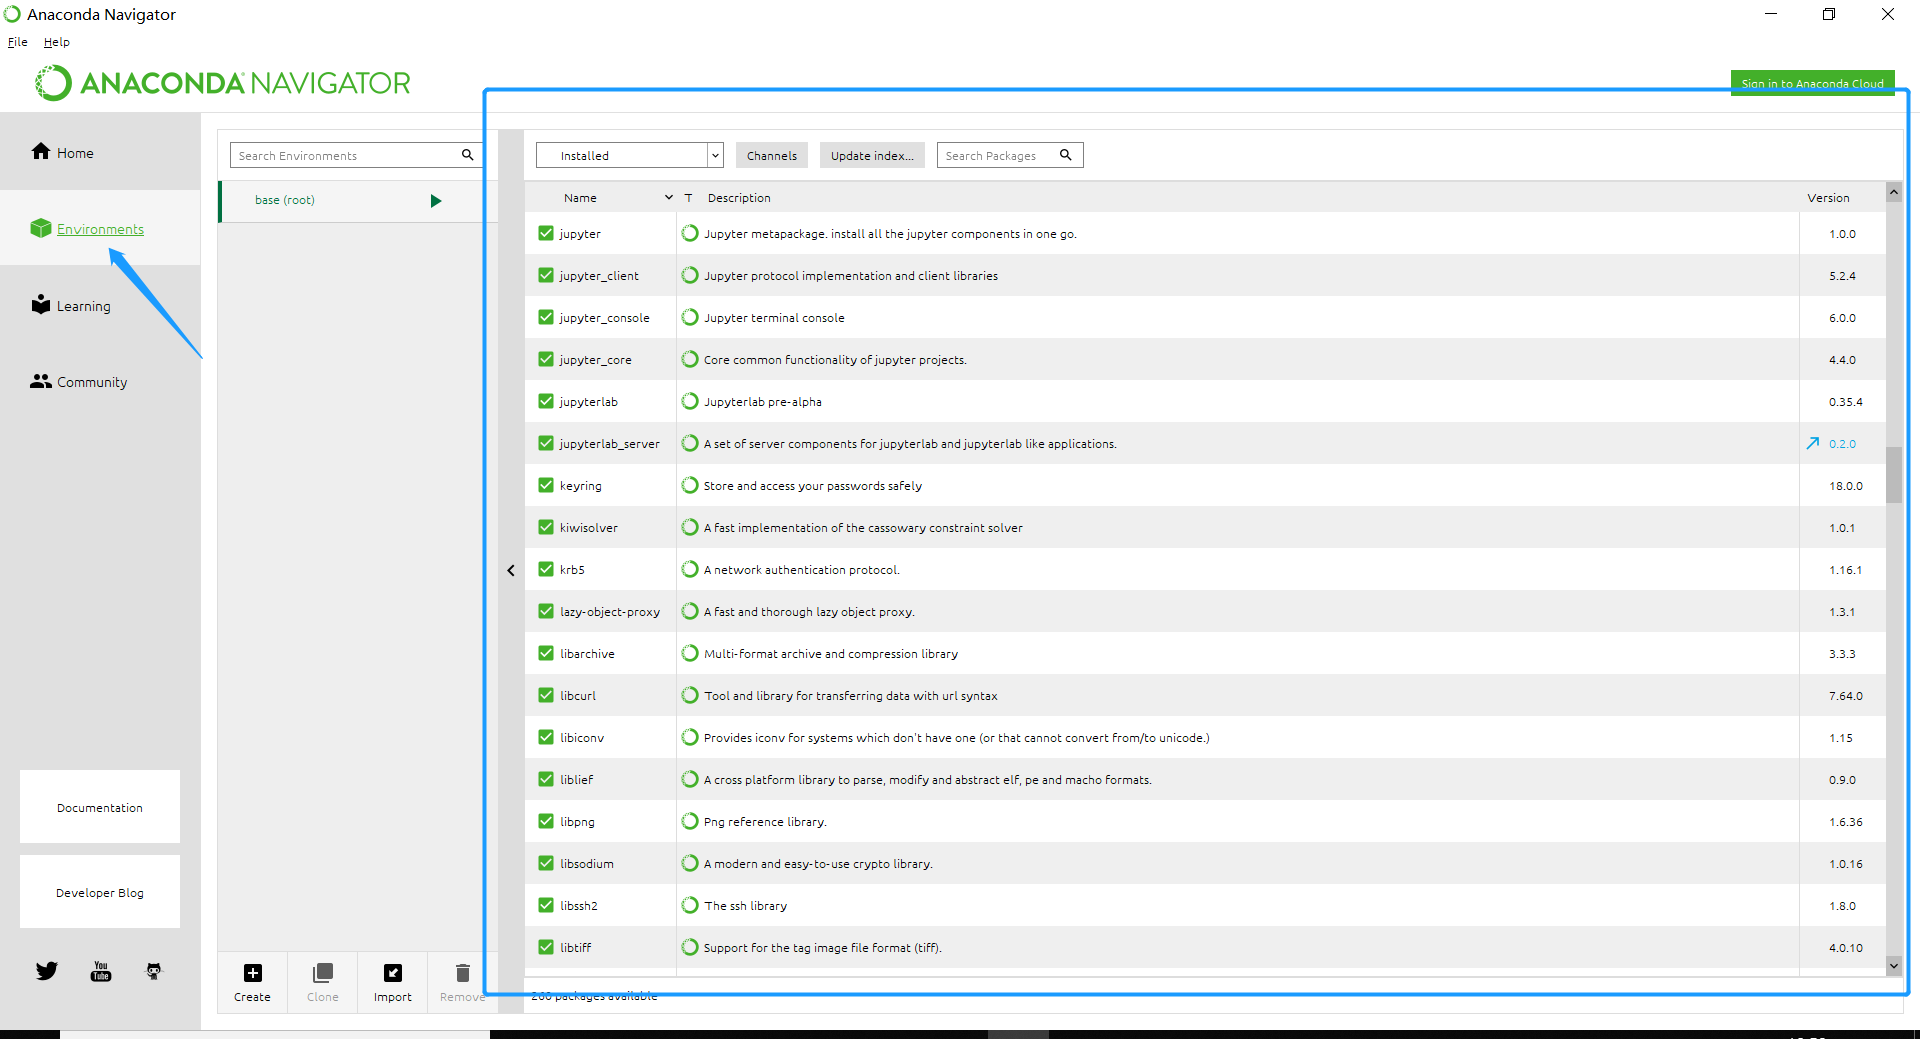 Anaconda Navigator
File Help
ANACONDA NAVIGATOR
Sign in to Anaconda Cloud
Home
Environments
Learning
Community
Documentation
Developer Blog
You Tube
Search Environments
base (root)
Create Clone Import Remove
Installed Channels Update index... Search Packages
Name T Description Version
jupyter Jupyter metapackage. install all the jupyter components in one go. 1.0.0
jupyter_client Jupyter protocol implementation and client libraries 5.2.4
jupyter_console Jupyter terminal console 6.0.0
jupyter_core Core common functionality of jupyter projects. 4.4.0
jupyterlab Jupyterlab pre-alpha 0.35.4
jupyterlab_server A set of server components for jupyterlab and jupyterlab like applications. 0.2.0
keyring Store and access your passwords safely 18.0.0
kiwisolver A fast implementation of the cassowary constraint solver 1.0.1
krb5 A network authentication protocol. 1.16.1
lazy-object-proxy A fast and thorough lazy object proxy. 1.3.1
libarchive Multi-format archive and compression library 3.3.3
libcurl Tool and library for transferring data with url syntax 7.64.0
libiconv Provides iconv for systems which don't have one (or that cannot convert from/to unicode.) 1.15
liblief A cross platform library to parse, modify and abstract elf, pe and macho formats. 0.9.0
libpng Png reference library. 1.6.36
libsodium A modern and easy-to-use crypto library. 1.0.16
libssh2 The ssh library 1.8.0
libtiff Support for the tag image file format (tiff). 4.0.10
packages available